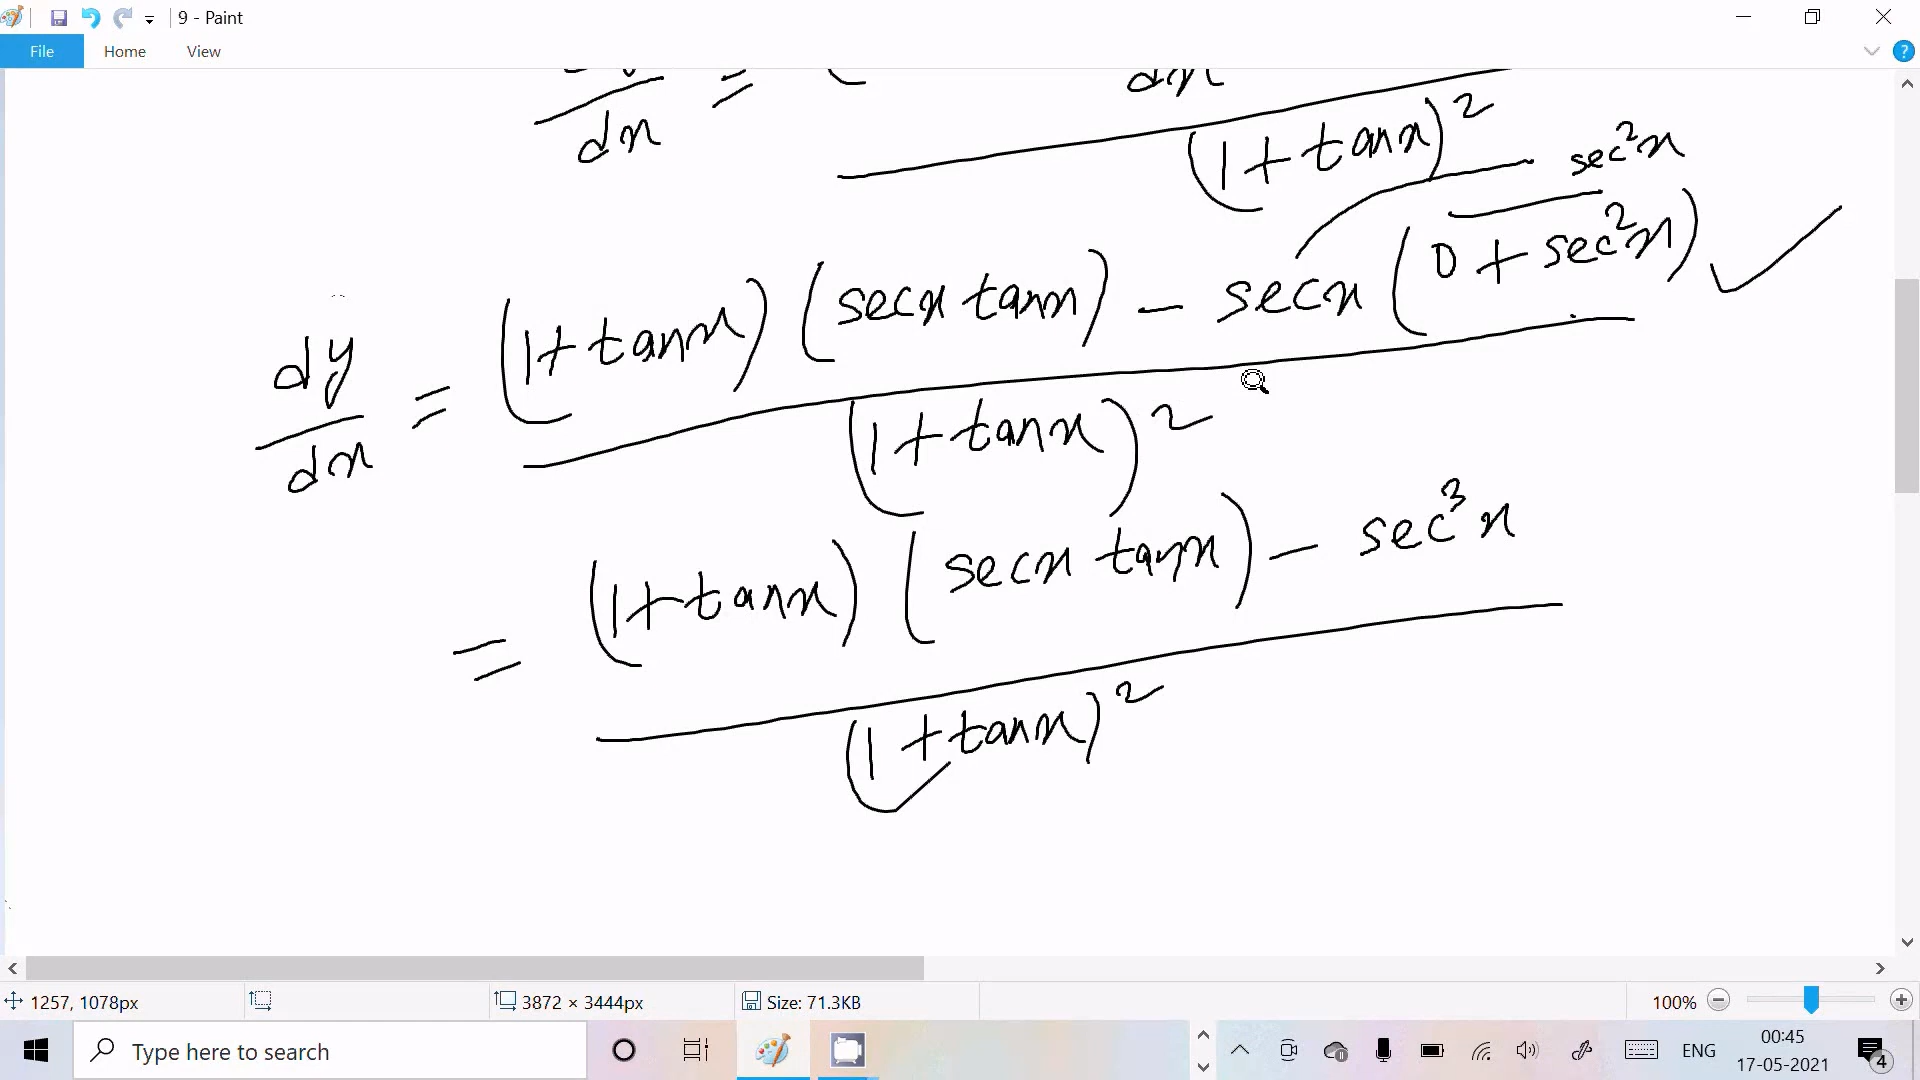 9 - Paint
File Home View
dx = ( dx
(1 + tanx)²
sec²x
dy/dx = (1+tanx)(secx tanx) - secx (0 + sec²x)
(1 + tanx)²
= (1+tanx) (secx tanx) - sec³x
(1 + tanx)²
1257, 1078px 3872 × 3444px Size: 71.3KB 100%
Type here to search ENG 00:45
17-05-2021 4